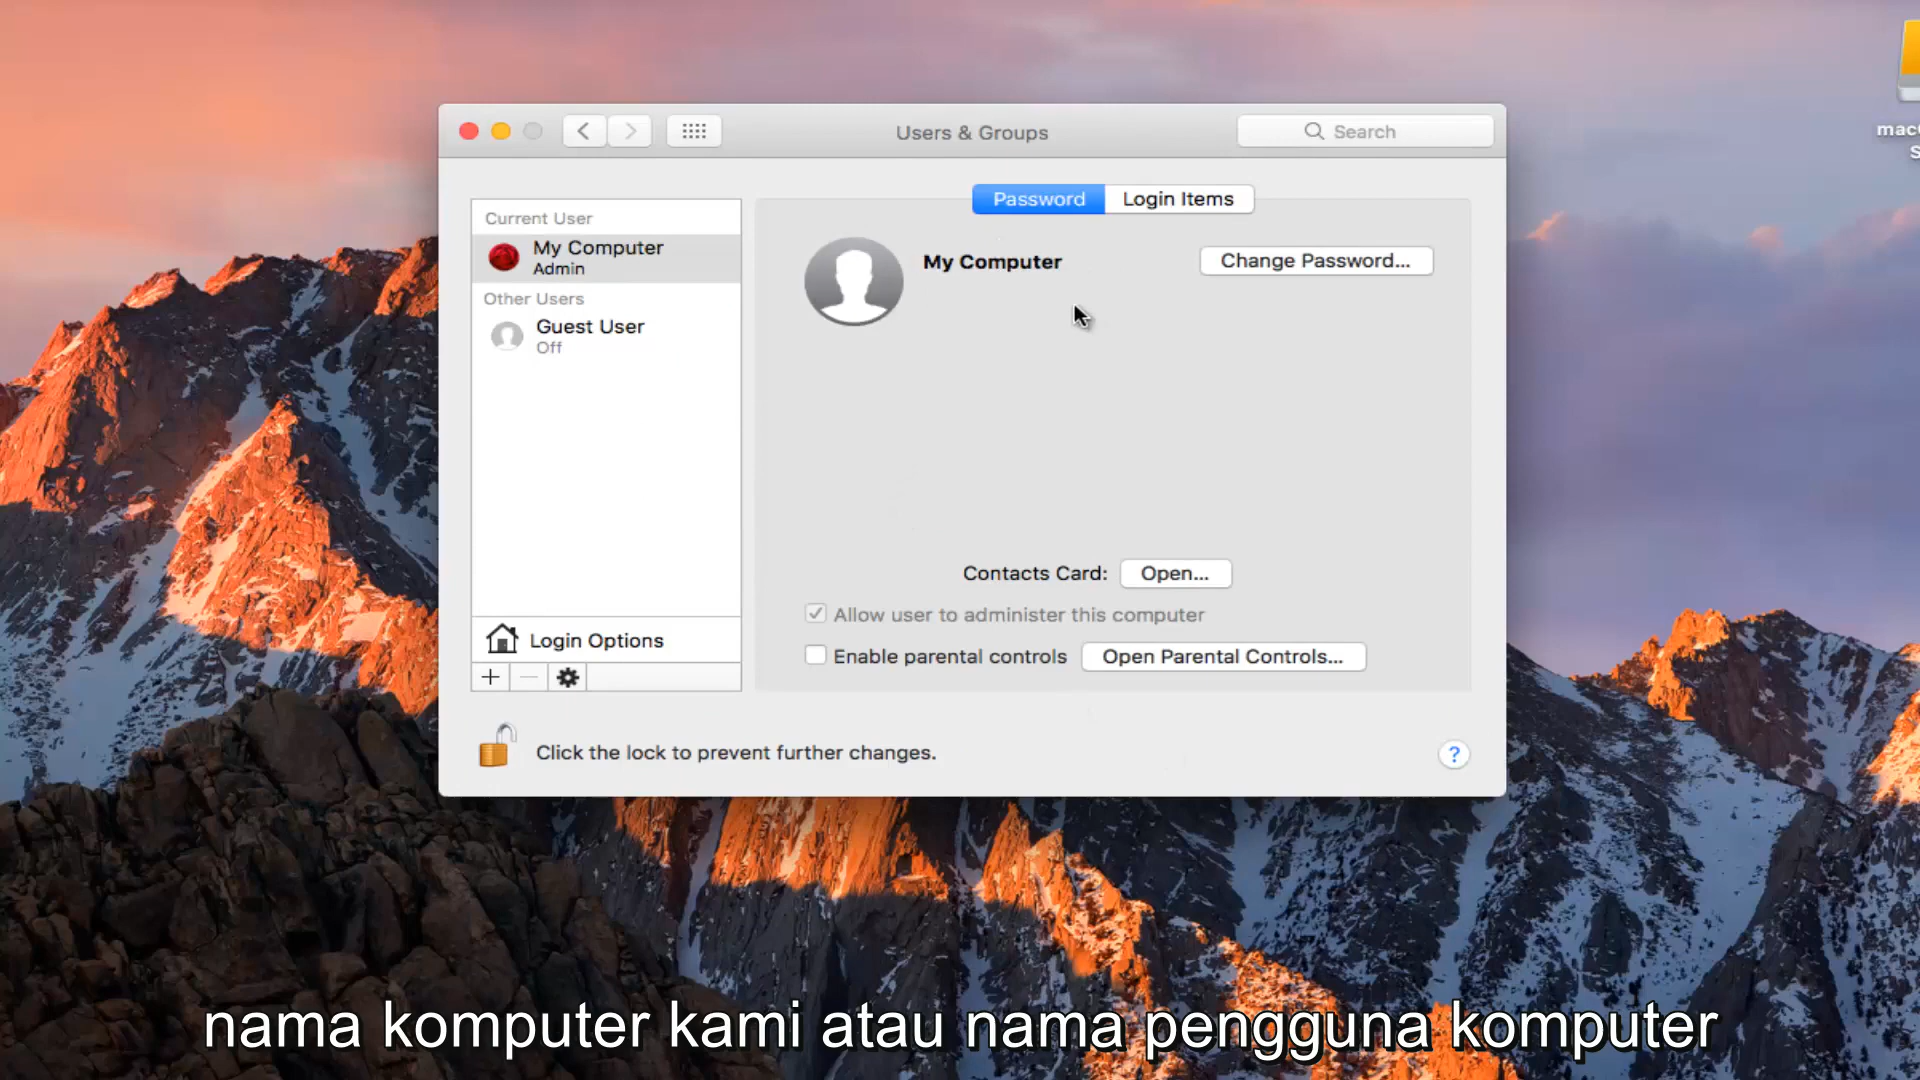 Users & Groups
Search
Password
Login Items
Current User
My Computer
Admin
Other Users
Guest User
Off
My Computer
Change Password...
Contacts Card:
Open...
Allow user to administer this computer
Enable parental controls
Open Parental Controls...
Login Options
Click the lock to prevent further changes.
?
nama komputer kami atau nama pengguna komputer